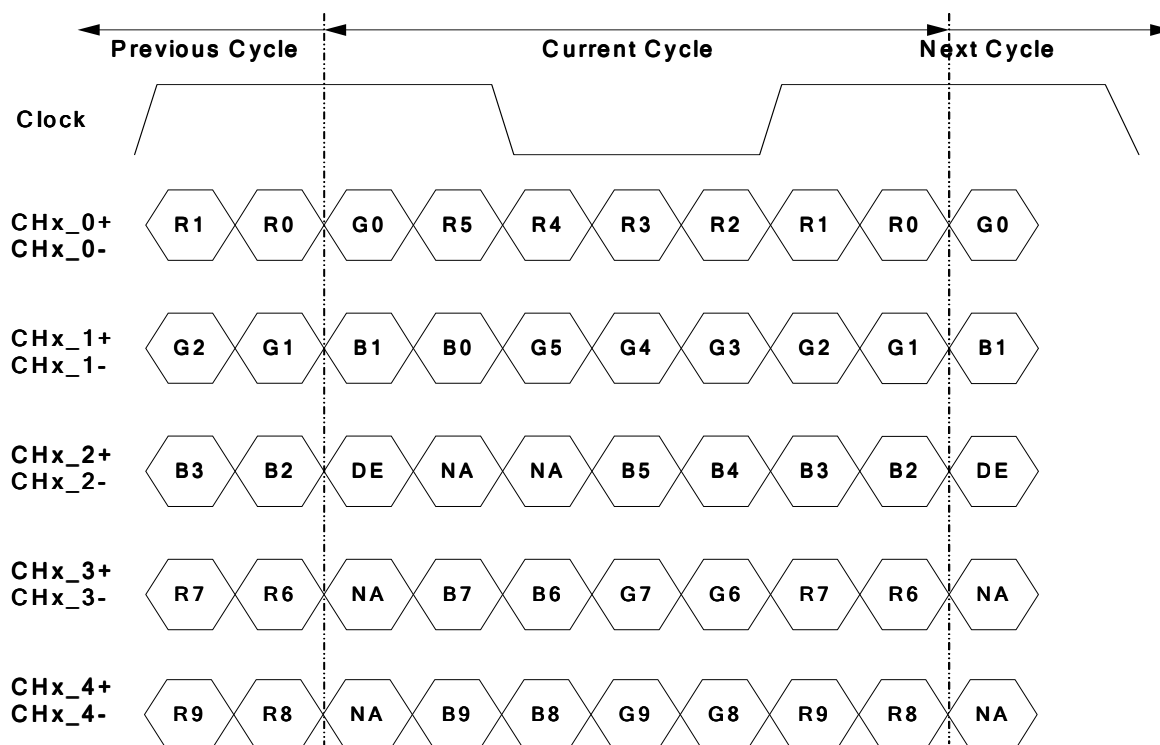 Previous Cycle Current Cycle Next Cycle
Clock
CHx_0+
CHx_0-
R1 R0 G0 R5 R4 R3 R2 R1 R0 G0
CHx_1+
CHx_1-
G2 G1 B1 B0 G5 G4 G3 G2 G1 B1
CHx_2+
CHx_2-
B3 B2 DE NA NA B5 B4 B3 B2 DE
CHx_3+
CHx_3-
R7 R6 NA B7 B6 G7 G6 R7 R6 NA
CHx_4+
CHx_4-
R9 R8 NA B9 B8 G9 G8 R9 R8 NA